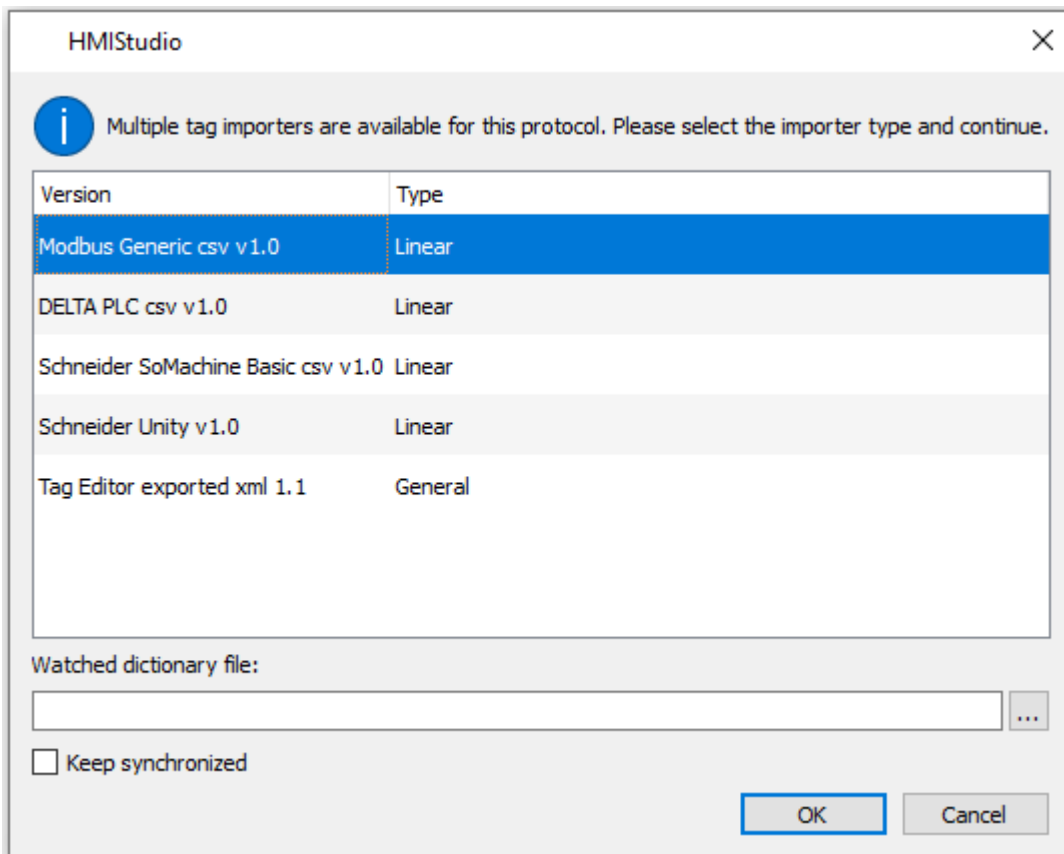 HMIStudio
Multiple tag importers are available for this protocol. Please select the importer type and continue.
Version Type
Modbus Generic csv v1.0 Linear
DELTA PLC csv v1.0 Linear
Schneider SoMachine Basic csv v1.0 Linear
Schneider Unity v1.0 Linear
Tag Editor exported xml 1.1 General
Watched dictionary file:
...
Keep synchronized
OK Cancel